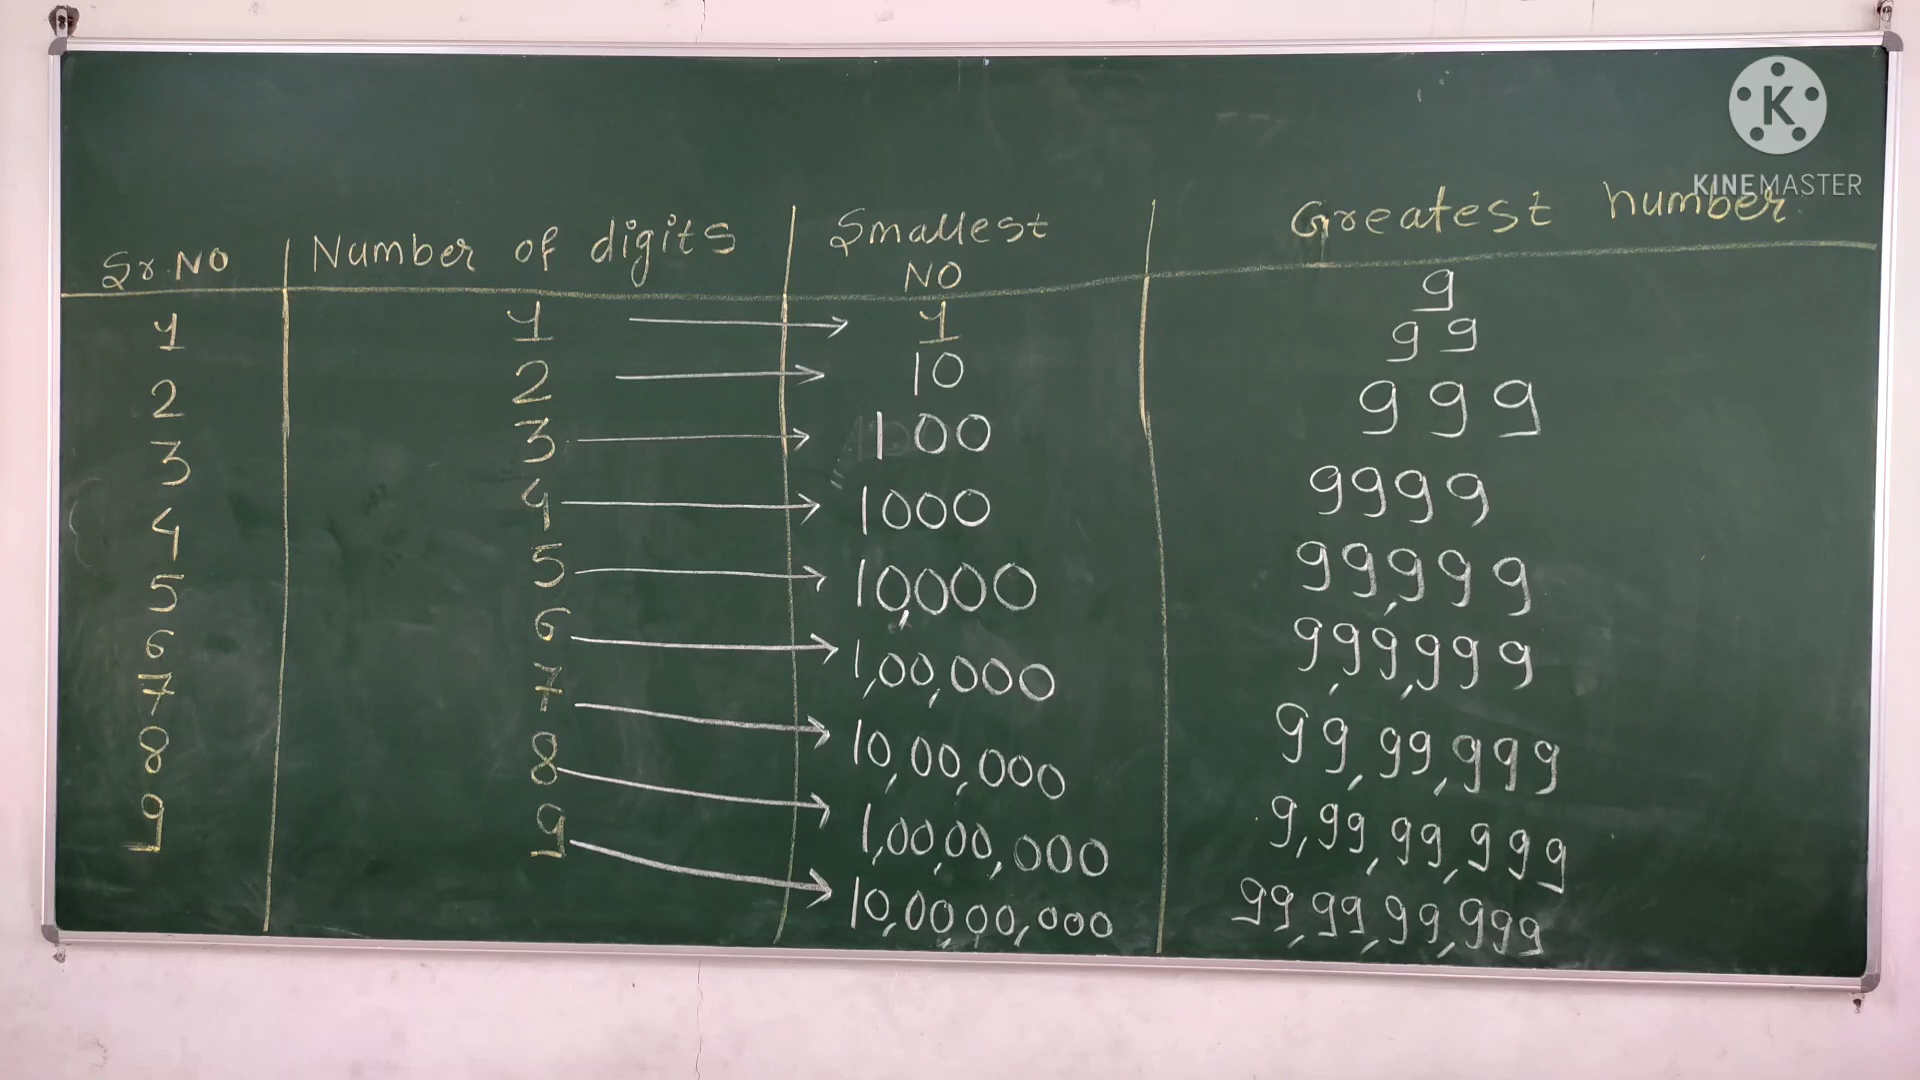 K
KINEMASTER
Sr.NO Number of digits Smallest NO Greatest number
1 1 1 9
2 2 10 99
3 3 100 999
4 4 1000 9999
5 5 10,000 99,999
6 6 1,00,000 99,9,999
7 7 10,00,000 99,99,999
8 8 1,00,00,000 9,99,99,999
9 9 10,00,00,000 99,99,99,999